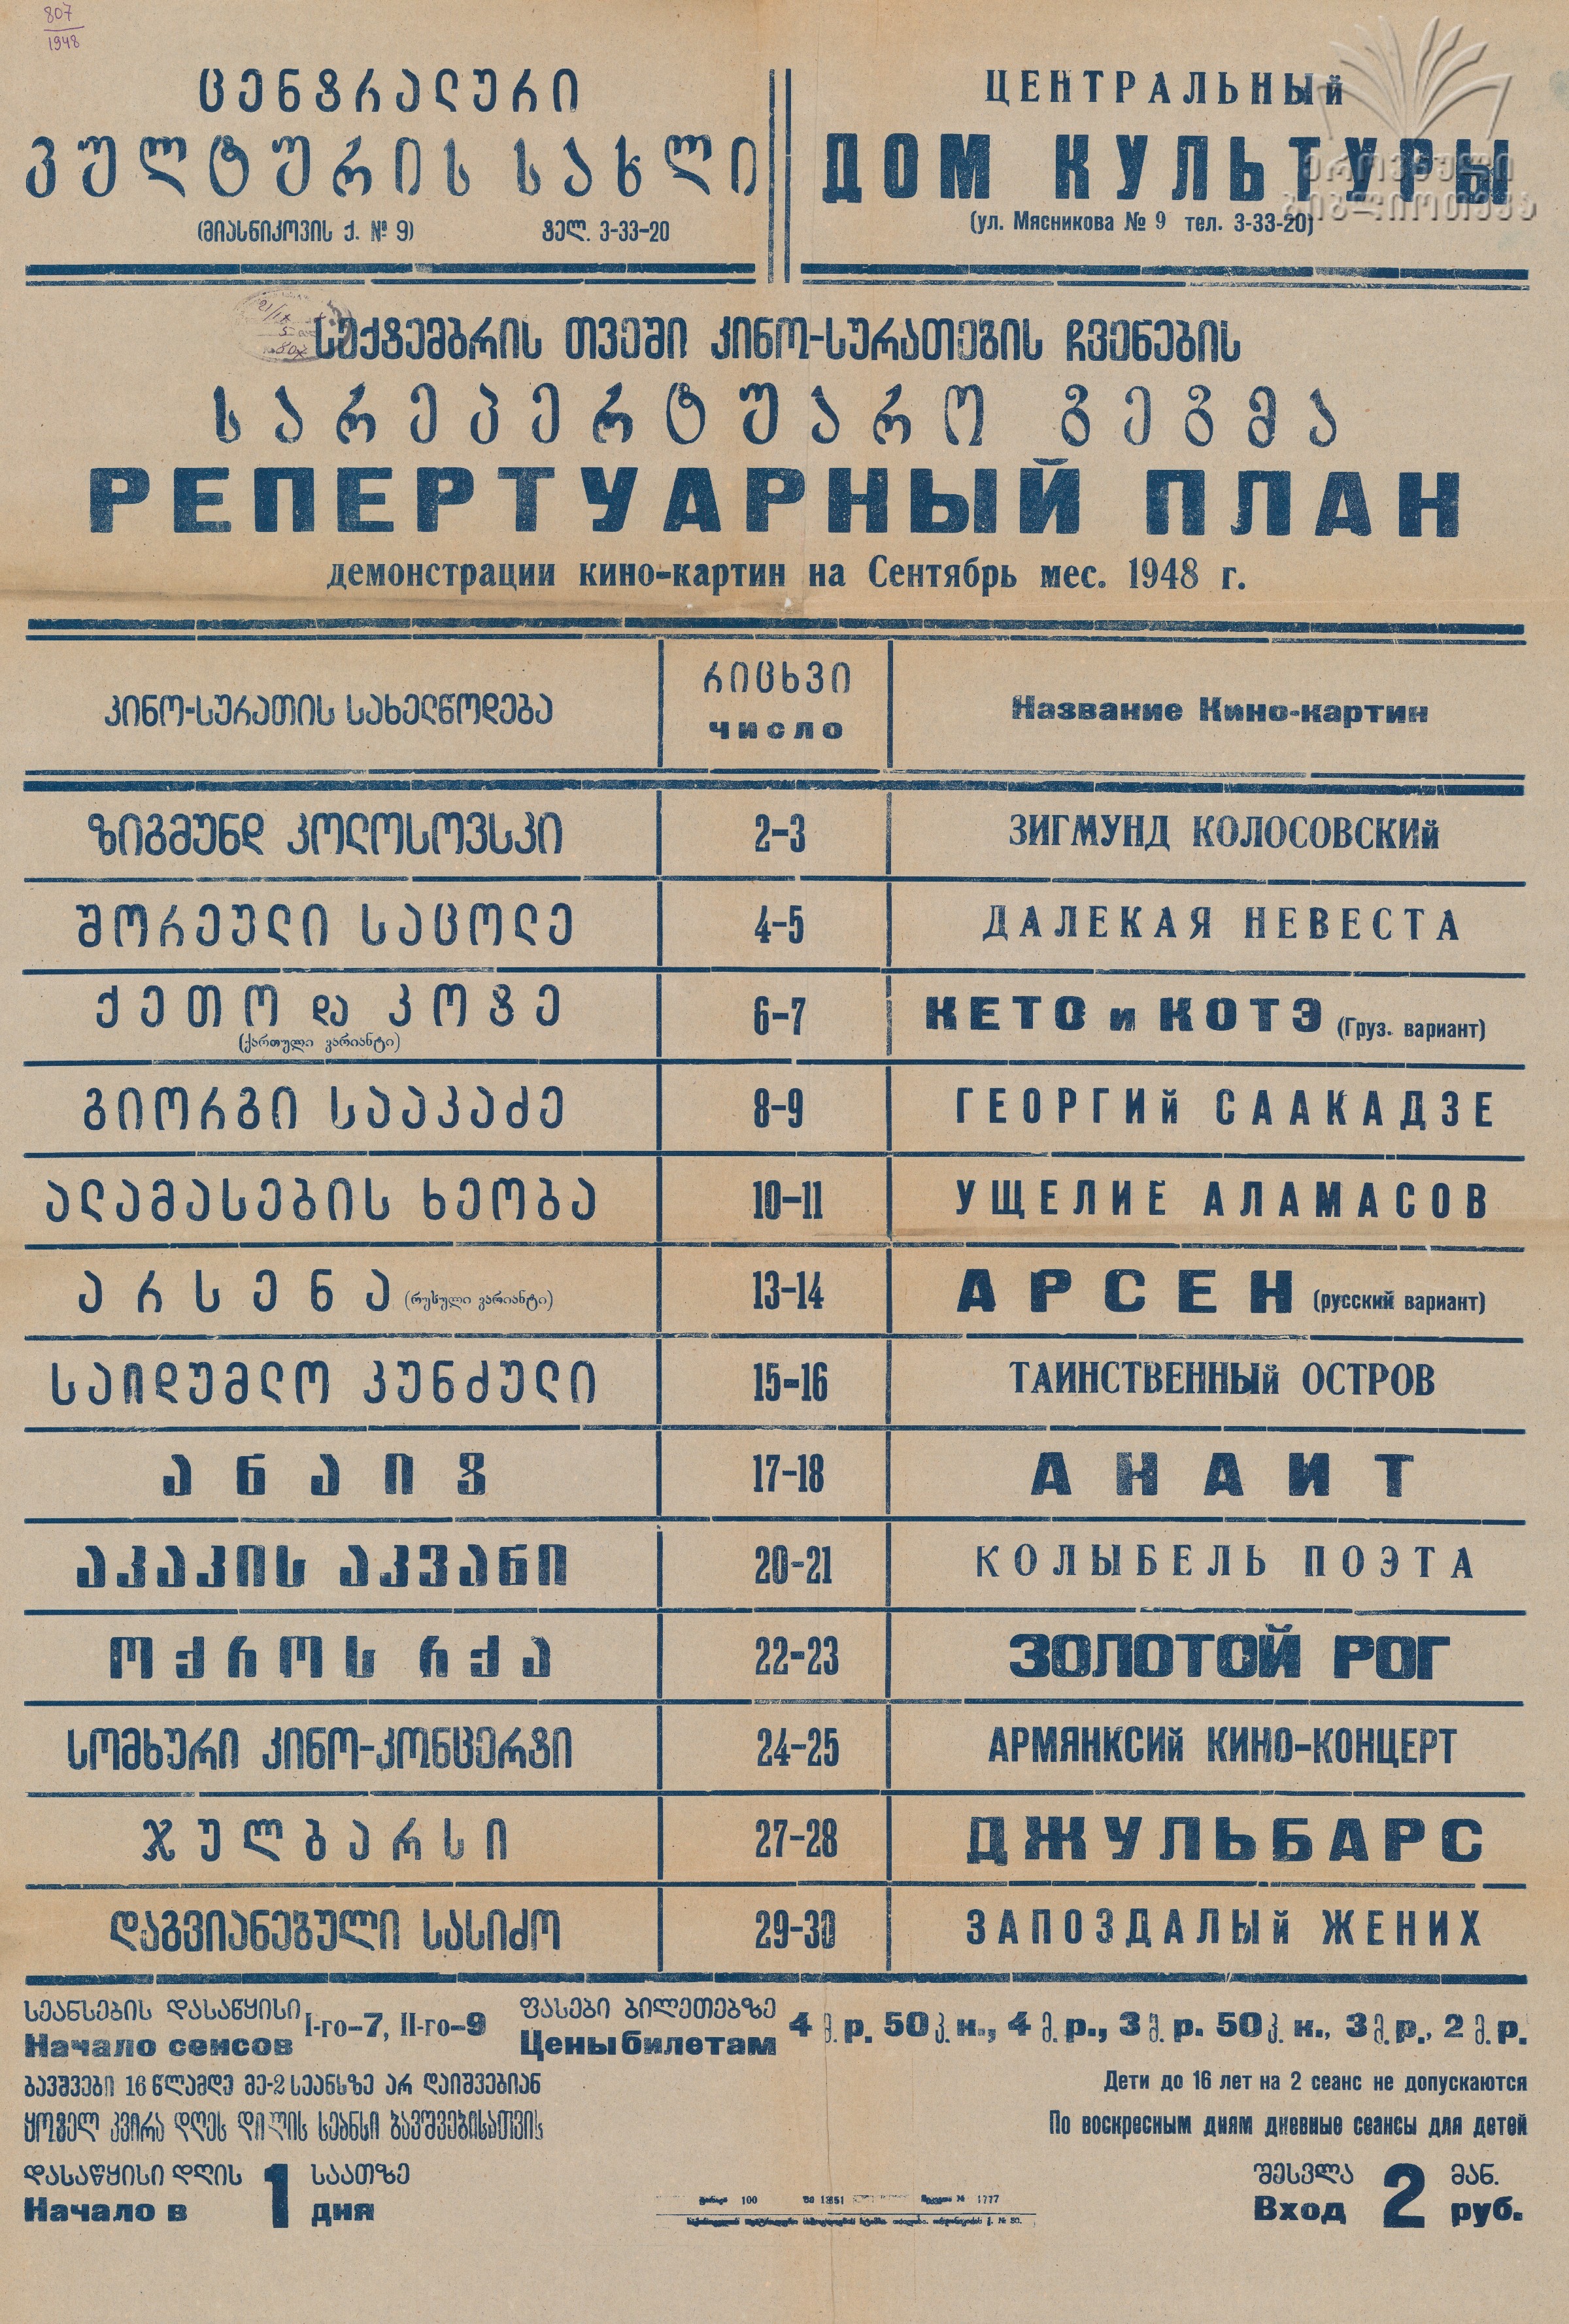 807
1948
ცენტრალური
კულტურის სახლი
(მიასნიკოვის ქ. № 9) ტელ. 3-33-20
ЦЕНТРАЛЬНЫЙ
ДОМ КУЛЬТУРЫ
(ул. Мясникова № 9 тел. 3-33-20)
ეროვნული
ბიბლიოთეკა
სექტემბრის თვეში კინო-სურათების ჩვენების
სარეპერტუარო გეგმა
РЕПЕРТУАРНЫЙ ПЛАН
демонстрации кино-картин на Сентябрь мес. 1948 г.
კინო-სურათის სახელწოდება
რიცხვი
число
Название Кино-картин
ზიგმუნდ კოლოსოვსკი 2-3 ЗИГМУНД КОЛОСОВСКИЙ
შორეული საცოლე 4-5 ДАЛЕКАЯ НЕВЕСТА
ქეთო და კოტე 6-7 КЕТО и КОТЭ (Груз. вариант)
(ქართული ვარიანტი)
გიორგი სააკაძე 8-9 ГЕОРГИЙ СААКАДЗЕ
ალამასების ხეობა 10-11 УЩЕЛИЕ АЛАМАСОВ
არსენა (რუსული ვარიანტი) 13-14 АРСЕН (русский вариант)
საიდუმლო კუნძული 15-16 ТАИНСТВЕННЫЙ ОСТРОВ
ანაიტ 17-18 АНАИТ
აკაკის აკვანი 20-21 КОЛЫБЕЛЬ ПОЭТА
ოქროს რქა 22-23 ЗОЛОТОЙ РОГ
სომხური კინო-კონცერტი 24-25 АРМЯНКСИЙ КИНО-КОНЦЕРТ
ჯულბარსი 27-28 ДЖУЛЬБАРС
დაგვიანებული სასიძო 29-30 ЗАПОЗДАЛЫЙ ЖЕНИХ
სეანსების დასაწყისი
Начало сенсов
I-го-7, II-го-9
ფასები ბილეთებზე
Цены билетам
4 მ. р. 50 კ. к., 4 მ. р., 3 მ. р. 50 კ. к., 3 მ. р., 2 მ. р.
ბავშვები 16 წლამდე მე-2 სეანსზე არ დაიშვებიან
Дети до 16 лет на 2 сеанс не допускаются
ყოველ კვირა დღეს დილის სეანსი ბავშვებისათვის
По воскресным дням дневные сеансы для детей
დასაწყისი დღის 1 საათზე
Начало в дня
შესვლა 2 მან.
Вход руб.
100 1777